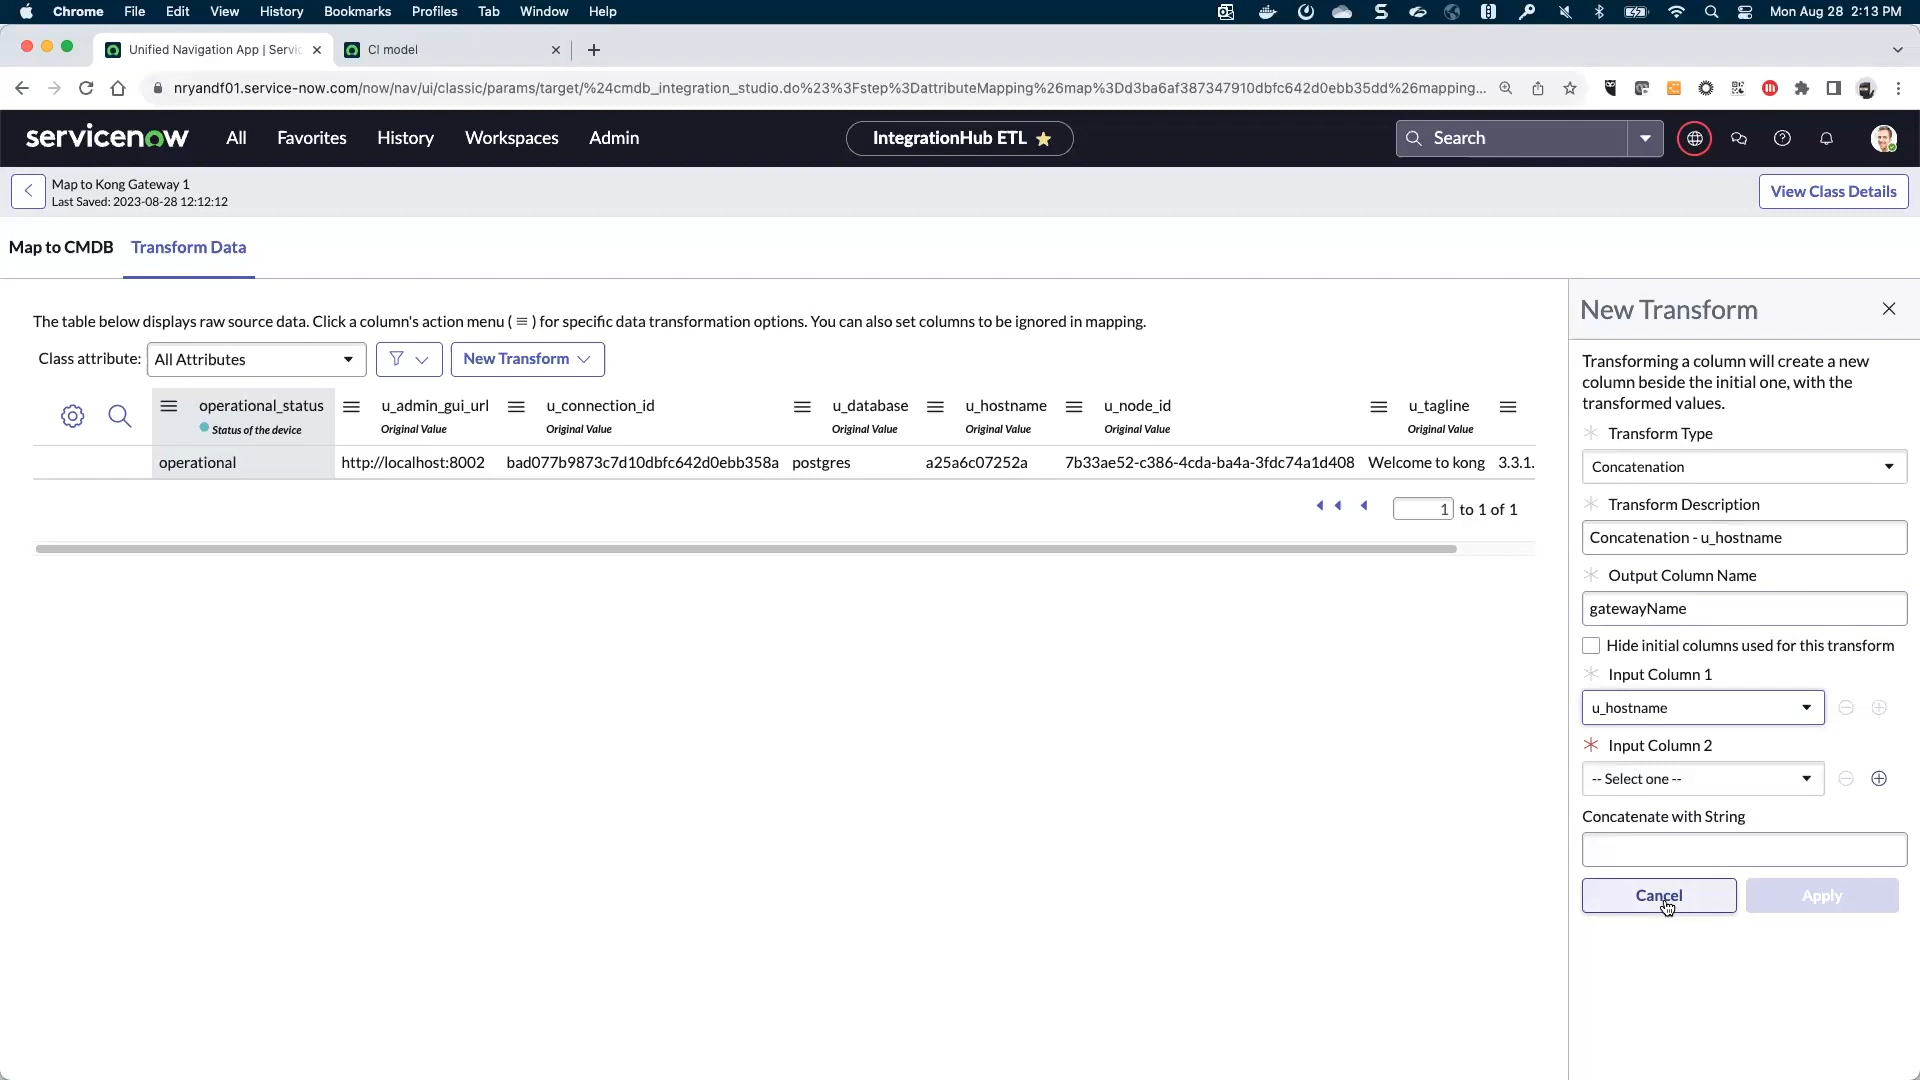 Chrome File Edit View History Bookmarks Profiles Tab Window Help Mon Aug 28 2:13 PM
Unified Navigation App | Servic CI model
nryandf01.service-now.com/now/nav/ui/classic/params/target/%24cmdb_integration_studio.do%23%3Fstep%3DattributeMapping%26map%3Dd3ba6af387347910dbfc642d0ebb35dd%26mapping...
servicenow All Favorites History Workspaces Admin IntegrationHub ETL Search
Map to Kong Gateway 1
Last Saved: 2023-08-28 12:12:12
View Class Details
Map to CMDB Transform Data
The table below displays raw source data. Click a column's action menu ( ≡ ) for specific data transformation options. You can also set columns to be ignored in mapping.
Class attribute: All Attributes New Transform
operational_status u_admin_gui_url u_connection_id u_database u_hostname u_node_id u_tagline
Status of the device Original Value Original Value Original Value Original Value Original Value Original Value
operational http://localhost:8002 bad077b9873c7d10dbfc642d0ebb358a postgres a25a6c07252a 7b33ae52-c386-4cda-ba4a-3fdc74a1d408 Welcome to kong 3.3.1.
1 to 1 of 1
New Transform
Transforming a column will create a new
column beside the initial one, with the
transformed values.
Transform Type
Concatenation
Transform Description
Concatenation - u_hostname
Output Column Name
gatewayName
Hide initial columns used for this transform
Input Column 1
u_hostname
Input Column 2
-- Select one --
Concatenate with String
Cancel Apply